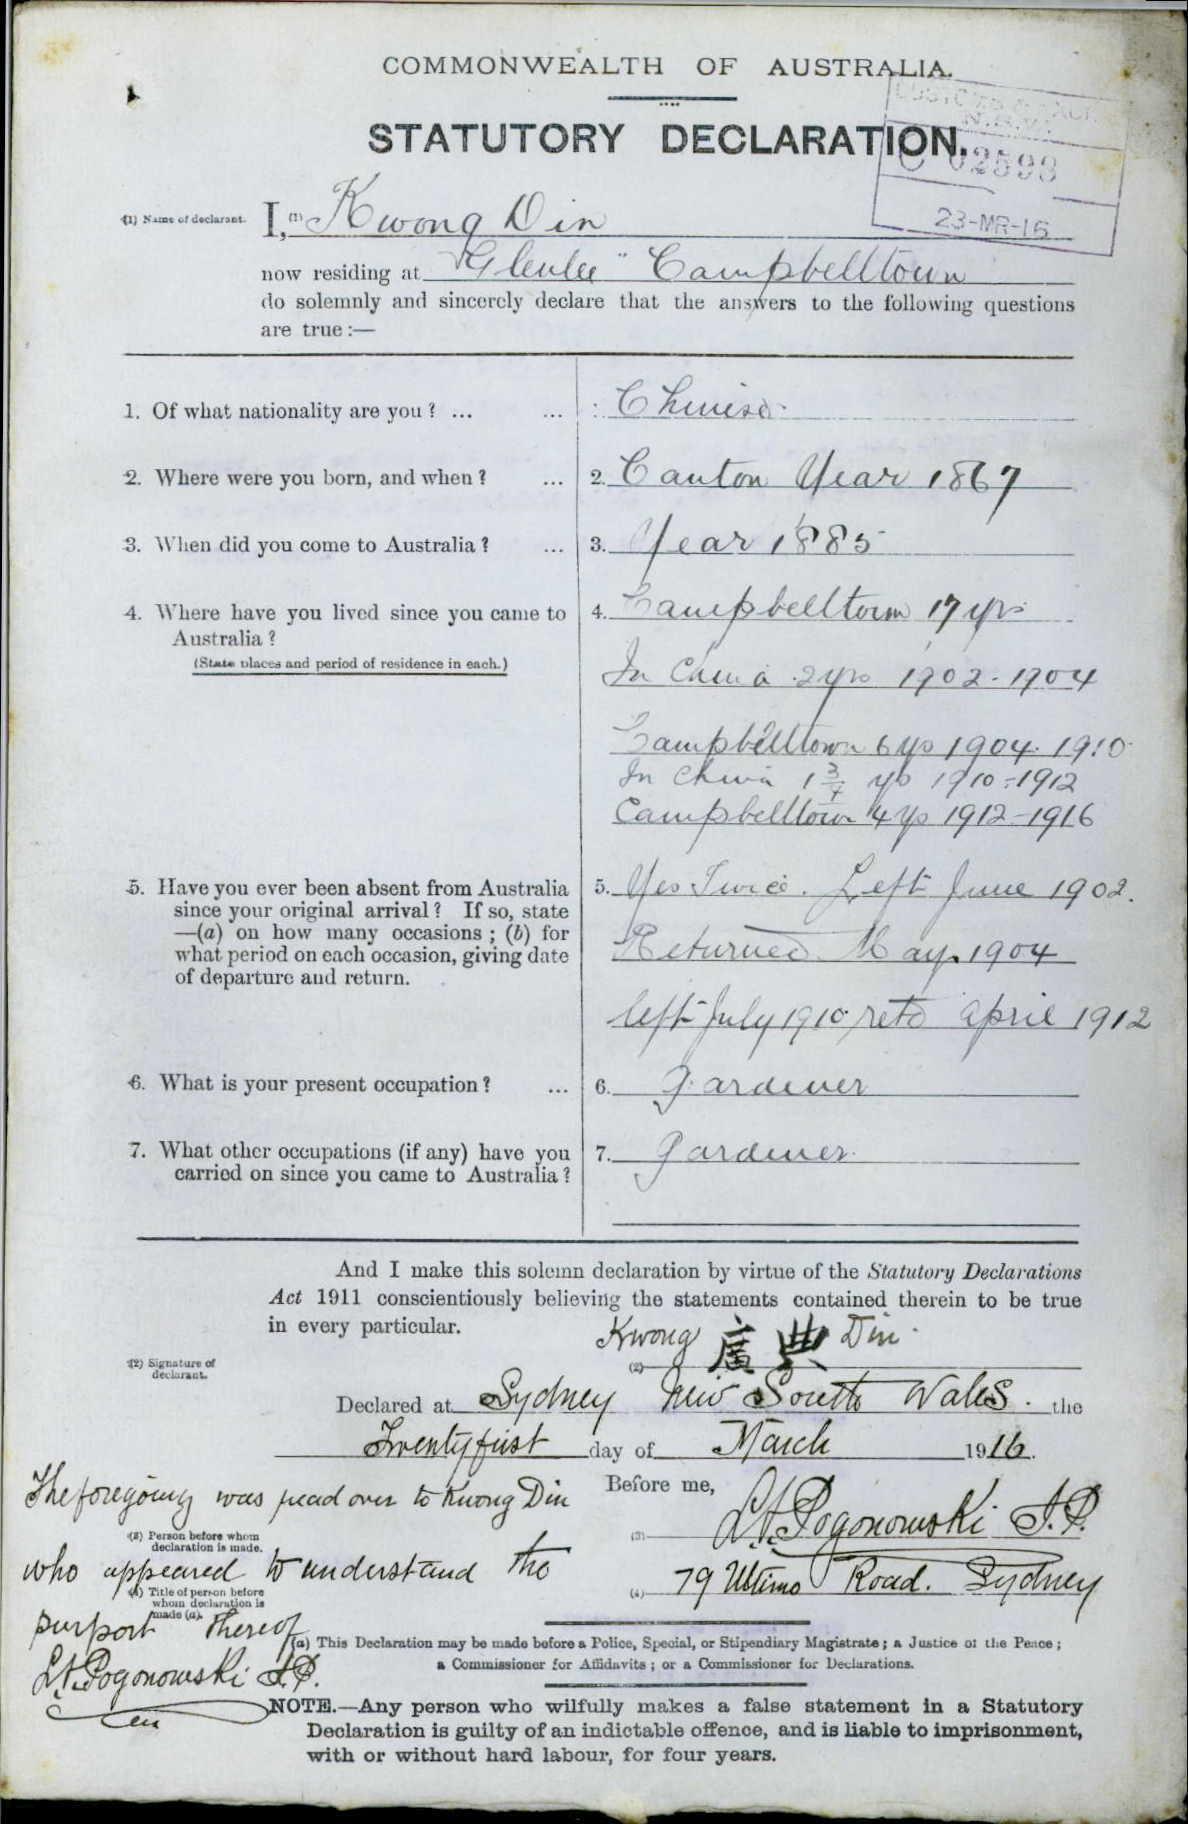 COMMONWEALTH OF AUSTRALIA.
STATUTORY DECLARATION.
CUSTOMS
N.S.W.
C 02593
23-MR-16
(1) Name of declarant. I, (1) Kwong Din
now residing at "Glenlee" Campbelltown
do solemnly and sincerely declare that the answers to the following questions
are true :—
1. Of what nationality are you ? ... ... Chinese.
2. Where were you born, and when ? ... 2. Canton Year 1867
3. When did you come to Australia ? ... 3. Year 1885
4. Where have you lived since you came to 4. Campbelltown 17 yrs
Australia ?
(State places and period of residence in each.)
In China 2 yrs 1902-1904
Campbelltown 6 yrs 1904-1910
In China 1 3/4 yrs 1910-1912
Campbelltown 4 yrs 1912-1916
5. Have you ever been absent from Australia 5. Yes Twice. Left June 1902.
since your original arrival ? If so, state
—(a) on how many occasions ; (b) for
what period on each occasion, giving date Returned May. 1904
of departure and return.
left July 1910 retd april 1912
6. What is your present occupation ? ... 6. Gardener
7. What other occupations (if any) have you 7. Gardener.
carried on since you came to Australia ?
And I make this solemn declaration by virtue of the Statutory Declarations
Act 1911 conscientiously believing the statements contained therein to be true
in every particular.
Kwong 廣典 Din.
(2) Signature of declarant. (2)
Declared at Sydney New South Wales. the
Twenty first day of March 1916.
Before me,
The foregoing was read over to Kwong Din
(3) L.A. Pogonowski J.P.
(3) Person before whom
declaration is made.
who appeared to understand the
(4) 79 Ultimo Road. Sydney
(4) Title of person before
whom declaration is
made (a).
purport thereof
L.A. Pogonowski J.P.
(a) This Declaration may be made before a Police, Special, or Stipendiary Magistrate ; a Justice of the Peace ;
a Commissioner for Affidavits ; or a Commissioner for Declarations.
NOTE.—Any person who wilfully makes a false statement in a Statutory
Declaration is guilty of an indictable offence, and is liable to imprisonment,
with or without hard labour, for four years.